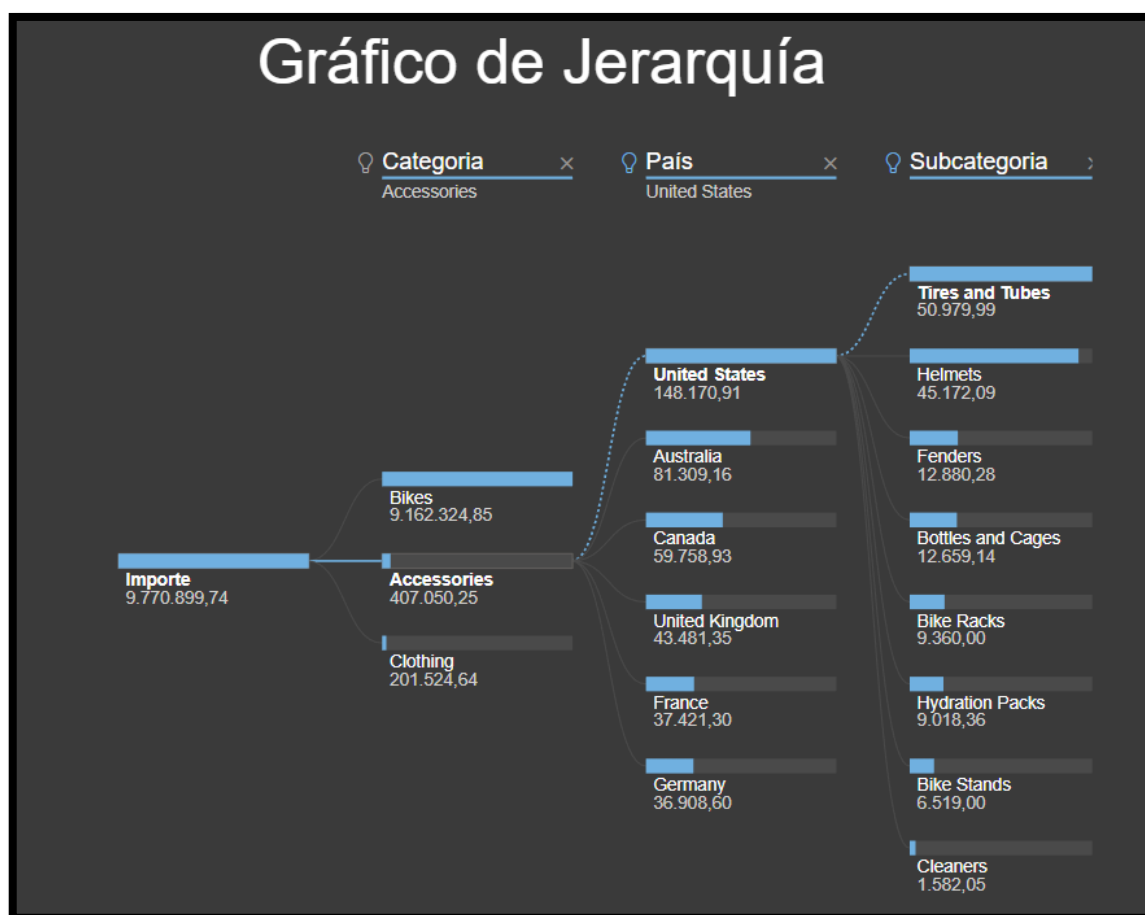 Gráfico de Jerarquía
Categoria
Accessories
País
United States
Subcategoria
Importe
9.770.899,74
Bikes
9.162.324,85
Accessories
407.050,25
Clothing
201.524,64
United States
148.170,91
Australia
81.309,16
Canada
59.758,93
United Kingdom
43.481,35
France
37.421,30
Germany
36.908,60
Tires and Tubes
50.979,99
Helmets
45.172,09
Fenders
12.880,28
Bottles and Cages
12.659,14
Bike Racks
9.360,00
Hydration Packs
9.018,36
Bike Stands
6.519,00
Cleaners
1.582,05